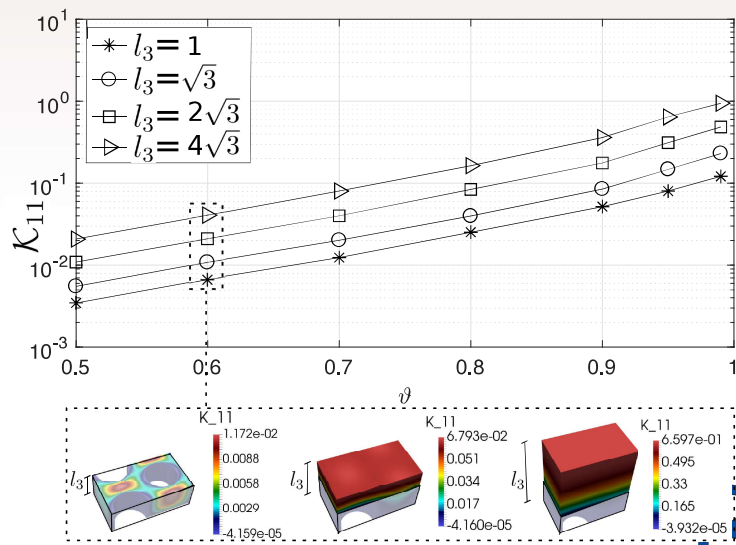 10^1
10^0
10^-1
10^-2
10^-3
𝒦_11
l_3= 1
l_3= √3
l_3= 2√3
l_3= 4√3
0.5 0.6 0.7 0.8 0.9 1
ϑ
K_11
1.172e-02
0.0088
0.0058
0.0029
-4.159e-05
l_3
K_11
6.793e-02
0.051
0.034
0.017
-4.160e-05
l_3
K_11
6.597e-01
0.495
0.33
0.165
-3.932e-05
l_3